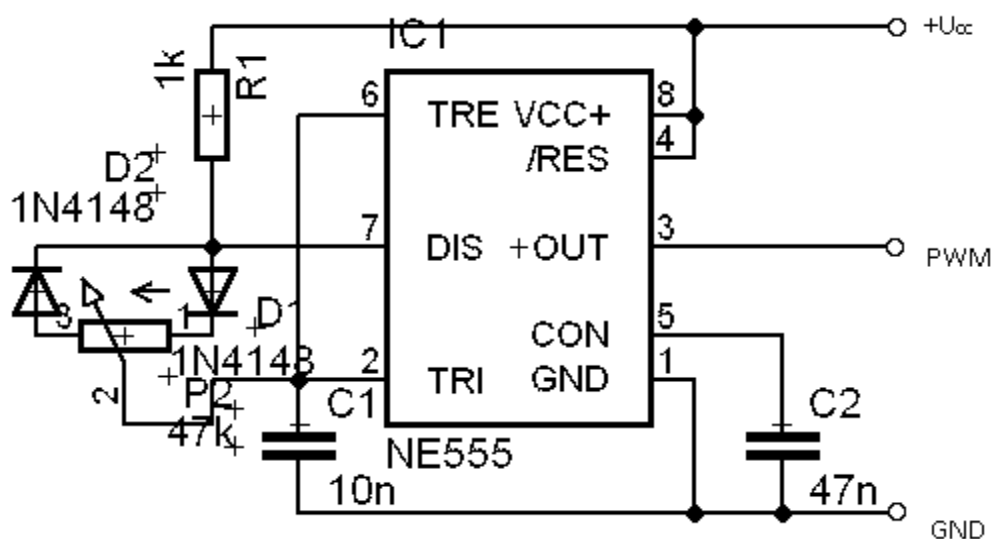 IC1
+Ucc
1k
R1
6
TRE
VCC+
8
4
/RES
D2
1N4148
7
DIS
+OUT
3
PWM
3
1
D1
1N4148
CON
5
2
2
TRI
GND
1
P2
47k
C1
C2
NE555
10n
47n
GND